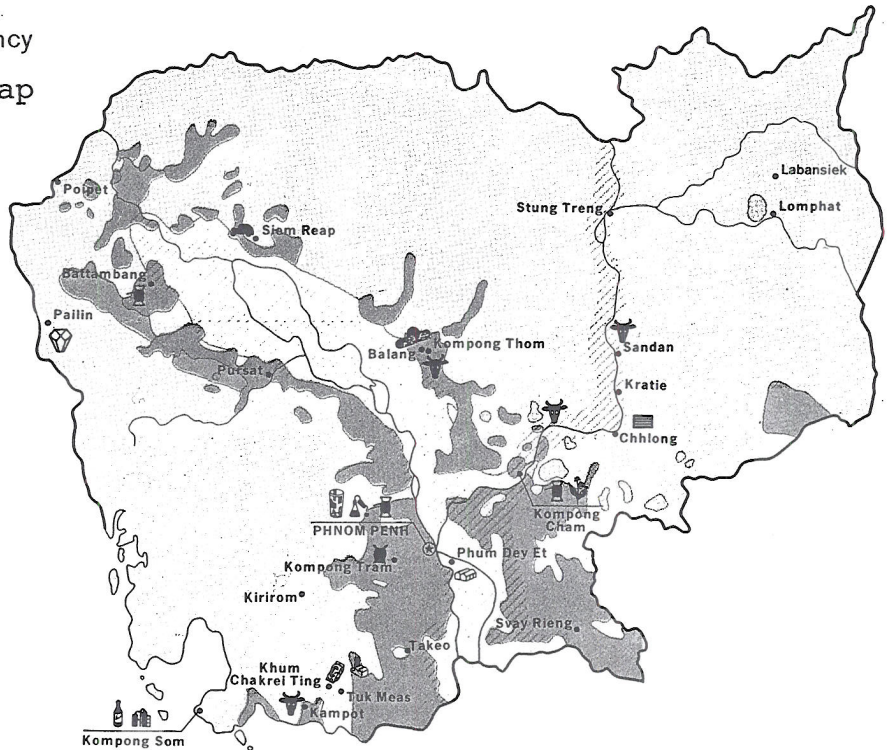 ncy
ap
Poipet
Siem Reap
Stung Treng
Labansiek
Lomphat
Battambang
Pailin
Balang
Kompong Thom
Sandan
Pursat
Kratie
Chhlong
Kompong
Cham
PHNOM PENH
Phum Dey Et
Kompong Tram
Kirirom
Svay Rieng
Takeo
Khum
Chakrei Ting
Tuk Meas
Kampot
Kompong Som